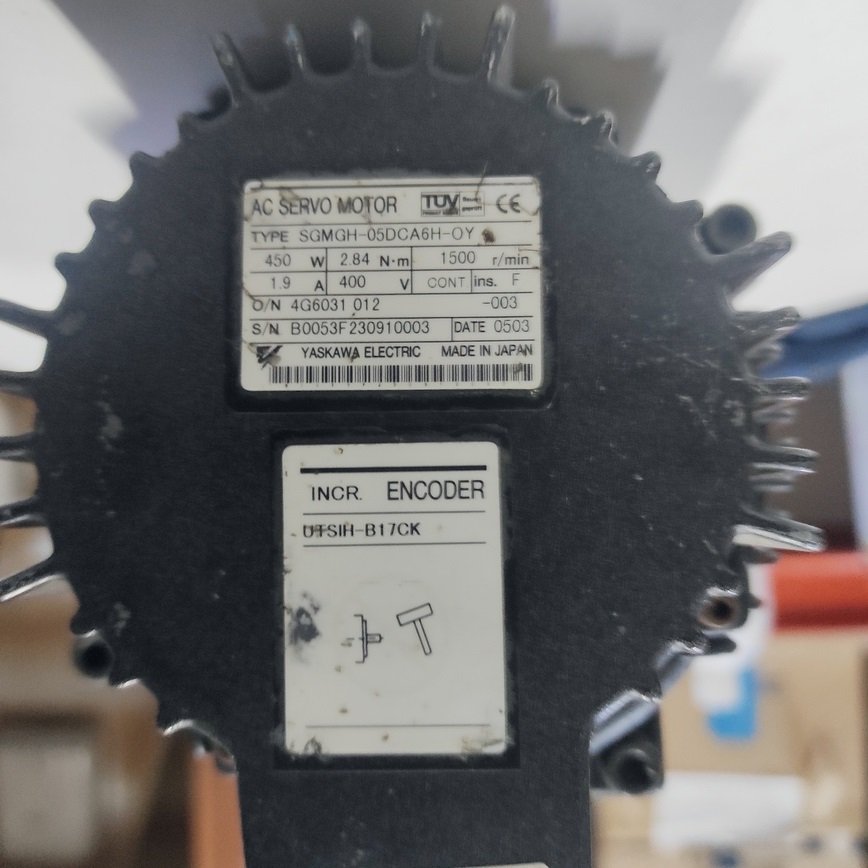 AC SERVO MOTOR TÜV CE
TYPE SGMGH-05DCA6H-OY
450 W 2.84 N·m 1500 r/min
1.9 A 400 V CONT ins. F
O/N 4G6031 012 -003
S/N B0053F230910003 DATE 0503
YASKAWA ELECTRIC MADE IN JAPAN
INCR. ENCODER
UTSIH-B17CK